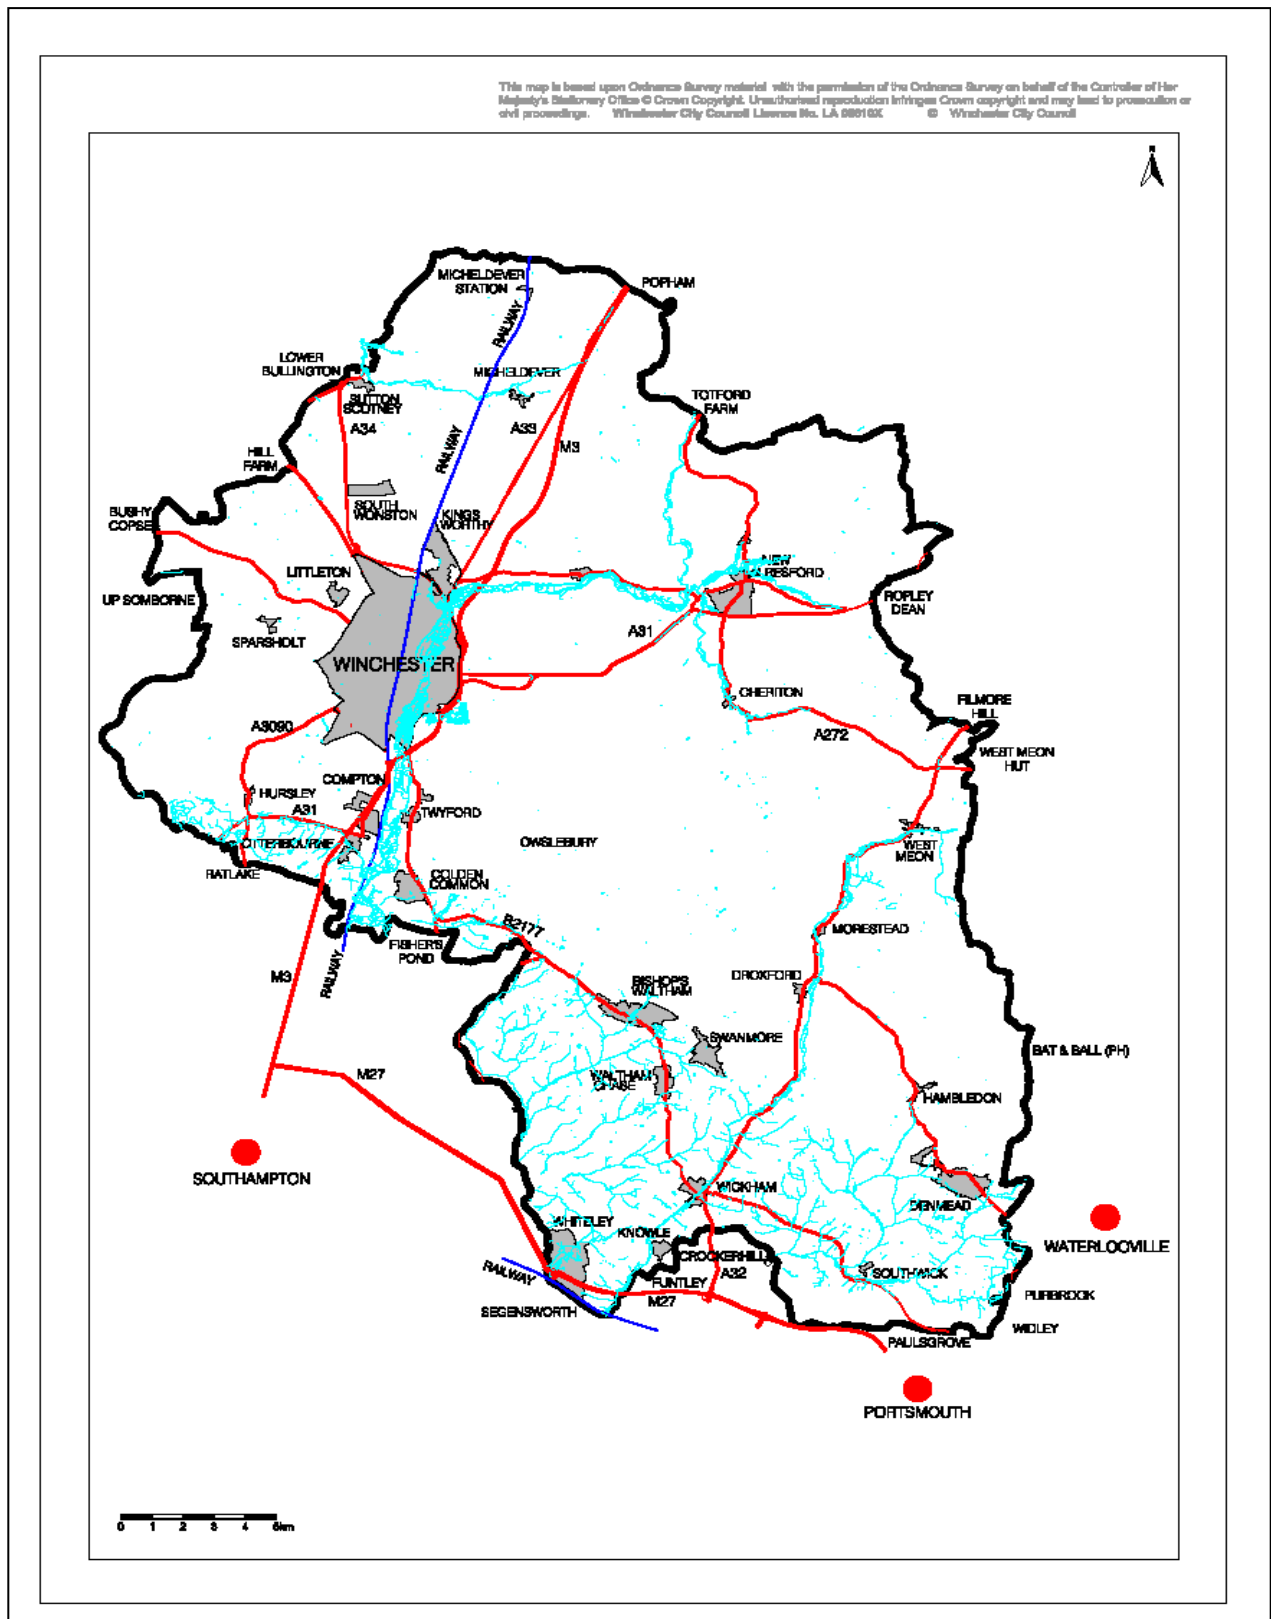 This map is based upon Ordnance Survey material with the permission of the Ordnance Survey on behalf of the Controller of Her
Majesty's Stationery Office © Crown Copyright. Unauthorised reproduction infringes Crown copyright and may lead to prosecution or
civil proceedings. Winchester City Council Licence No. LA © Winchester City Council
N
MICHELDEVER
STATION
POPHAM
RAILWAY
LOWER
BULLINGTON
MICHELDEVER
SUTTON
SCOTNEY
TOTFORD
FARM
A34
A33
M3
RAILWAY
HILL
FARM
SOUTH
WONSTON
KINGS
WORTHY
BUSHY
COPSE
NEW
ALRESFORD
LITTLETON
UP SOMBORNE
ROPLEY
DEAN
SPARSHOLT
A31
WINCHESTER
CHERITON
FILMORE
HILL
A3090
A272
WEST MEON
HUT
COMPTON
HURSLEY
A31
TWYFORD
OTTERBOURNE
OWSLEBURY
WEST
MEON
RATLAKE
COLDEN
COMMON
B2177
MORESTEAD
FISHER'S
POND
M3
RAILWAY
DROXFORD
BISHOP'S
WALTHAM
SWANMORE
BAT & BALL (PH)
M27
WALTHAM
CHASE
HAMBLEDON
SOUTHAMPTON
WICKHAM
DENMEAD
WHITELEY
KNOWLE
WATERLOOVILLE
CROCKERHILL
RAILWAY
FUNTLEY
A32
SOUTHWICK
M27
PURBROOK
SEGENSWORTH
WIDLEY
PAULSGROVE
PORTSMOUTH
0 1 2 3 4 5km